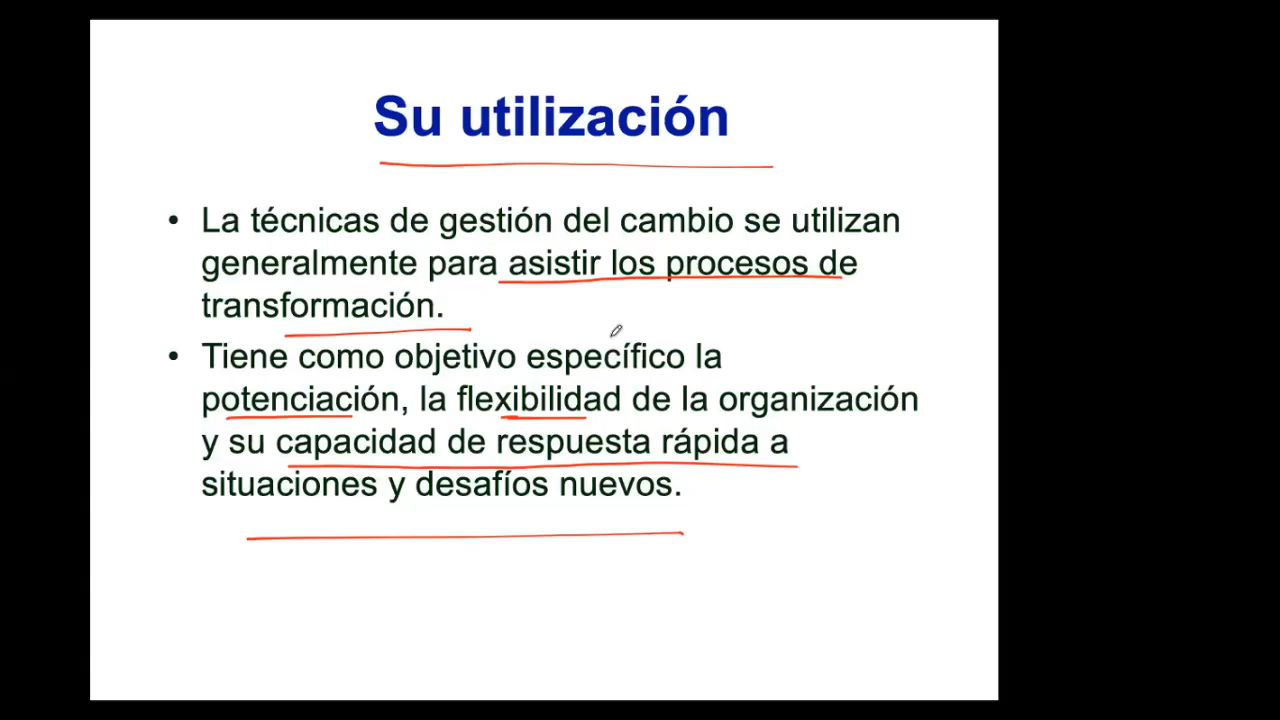 Su utilización
• La técnicas de gestión del cambio se utilizan
generalmente para asistir los procesos de
transformación.
• Tiene como objetivo específico la
potenciación, la flexibilidad de la organización
y su capacidad de respuesta rápida a
situaciones y desafíos nuevos.